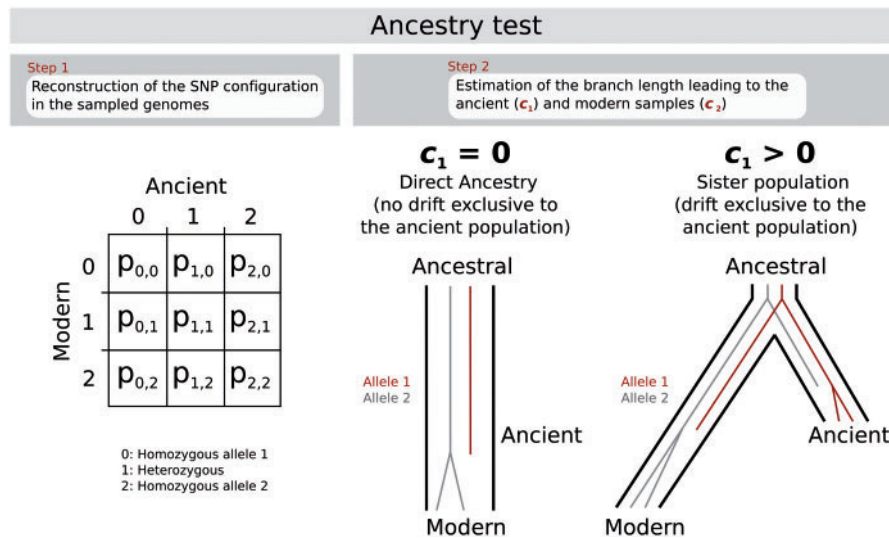 Ancestry test
Step 1
Reconstruction of the SNP configuration
in the sampled genomes
Step 2
Estimation of the branch length leading to the
ancient (c₁) and modern samples (c₂)
Ancient
0 1 2
Modern
0 p₀,₀ p₁,₀ p₂,₀
1 p₀,₁ p₁,₁ p₂,₁
2 p₀,₂ p₁,₂ p₂,₂
0: Homozygous allele 1
1: Heterozygous
2: Homozygous allele 2
c₁ = 0
Direct Ancestry
(no drift exclusive to
the ancient population)
Ancestral
Allele 1
Allele 2
Ancient
Modern
c₁ > 0
Sister population
(drift exclusive to the
ancient population)
Ancestral
Allele 1
Allele 2
Ancient
Modern